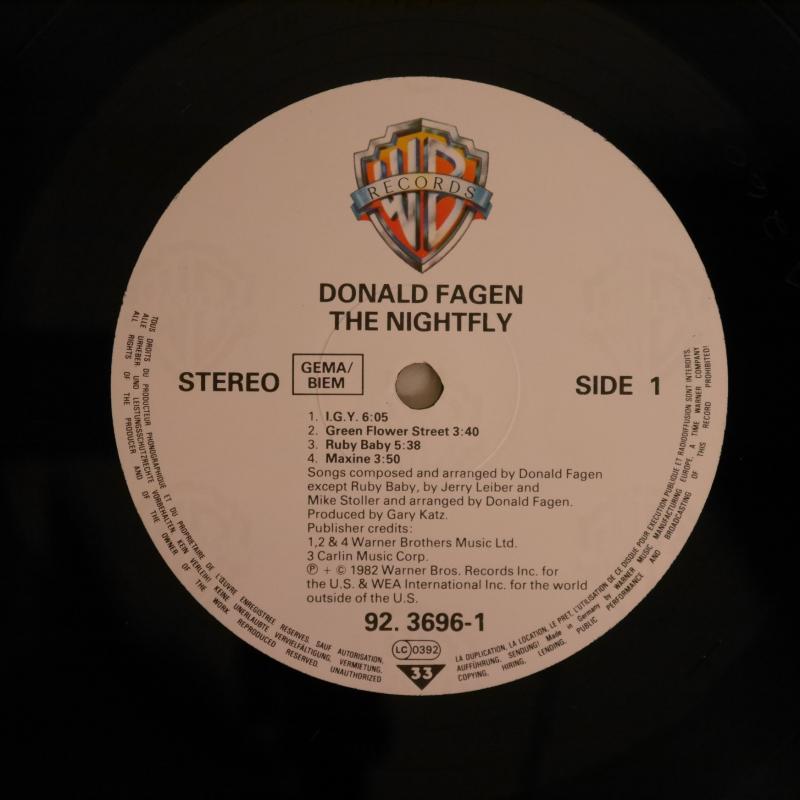 WB
RECORDS
DONALD FAGEN
THE NIGHTFLY
STEREO
GEMA/
BIEM
SIDE 1
1. I.G.Y. 6:05
2. Green Flower Street 3:40
3. Ruby Baby 5:38
4. Maxine 3:50
Songs composed and arranged by Donald Fagen
except Ruby Baby, by Jerry Leiber and
Mike Stoller and arranged by Donald Fagen.
Produced by Gary Katz.
Publisher credits:
1,2 & 4 Warner Brothers Music Ltd.
3 Carlin Music Corp.
℗ + © 1982 Warner Bros. Records Inc. for
the U.S. & WEA International Inc. for the world
outside of the U.S.
92. 3696-1
LC 0392
33
TOUS DROITS DU PRODUCTEUR PHONOGRAPHIQUE ET DU PROPRIETAIRE DE L'ŒUVRE ENREGISTREE RESERVES. SAUF AUTORISATION,
LA DUPLICATION, LA LOCATION, LE PRET, L'UTILISATION DE CE DISQUE POUR EXECUTION PUBLIQUE ET RADIODIFFUSION SONT INTERDITS.
ALLE URHEBER UND LEISTUNGSSCHUTZRECHTE VORBEHALTEN KEIN VERLEIH! KEINE UNERLAUBTE VERVIELFÄLTIGUNG, VERMIETUNG,
AUFFÜHRUNG, SENDUNG! Made in Germany by WARNER MUSIC MANUFACTURING EUROPE. A TIME WARNER COMPANY
ALL RIGHTS OF THE PRODUCER AND OF THE OWNER OF THE WORK REPRODUCED RESERVED. UNAUTHORIZED
COPYING, HIRING, LENDING, PUBLIC PERFORMANCE AND BROADCASTING OF THIS RECORD PROHIBITED!